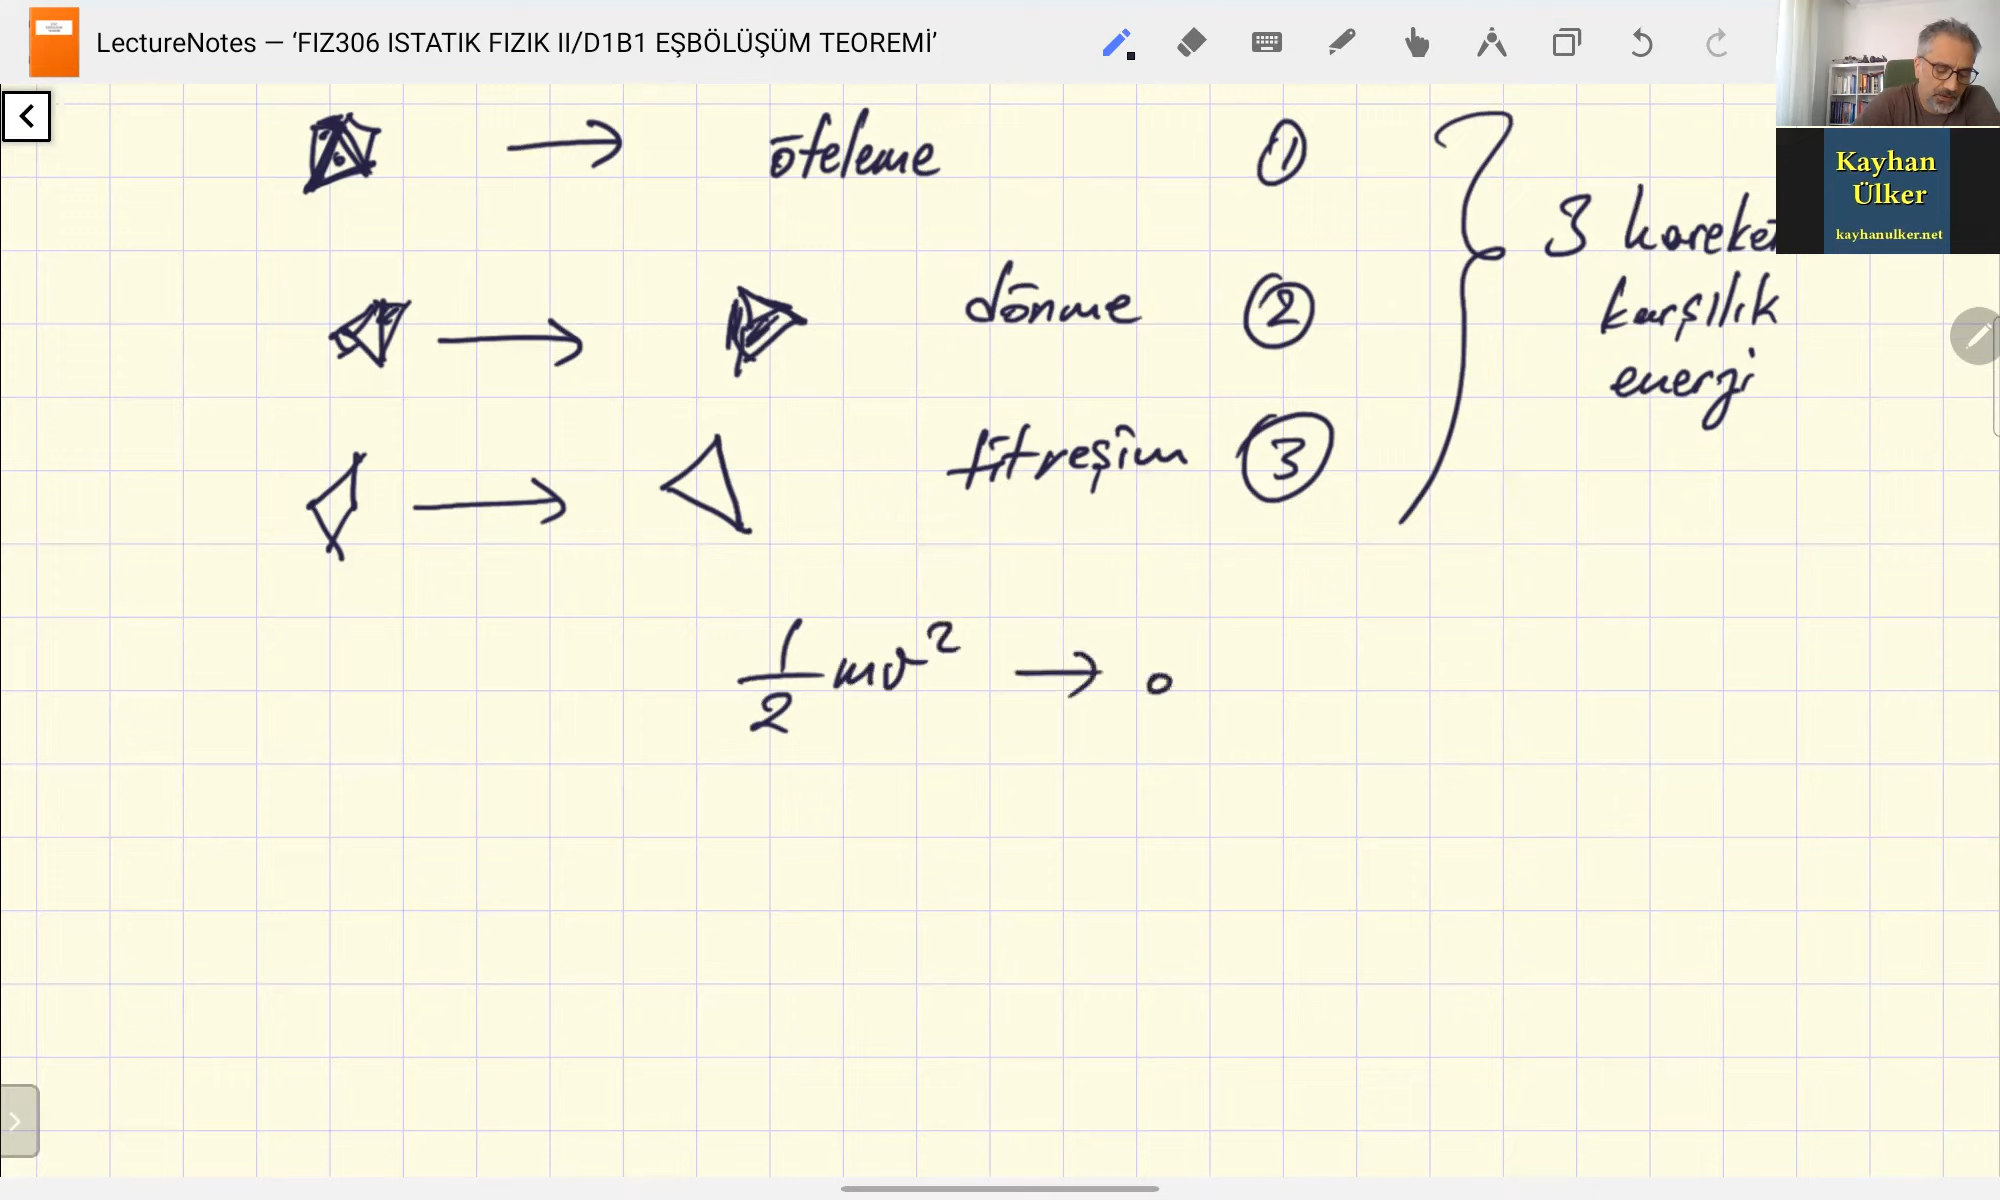 LectureNotes — ‘FIZ306 ISTATIK FIZIK II/D1B1 EŞBÖLÜŞÜM TEOREMİ’
Kayhan
Ülker
kayhanulker.net
→ öteleme ①
→ dönme ②
→ titreşim ③
3 hareket
karşılık
enerji
1/2 mv² → o